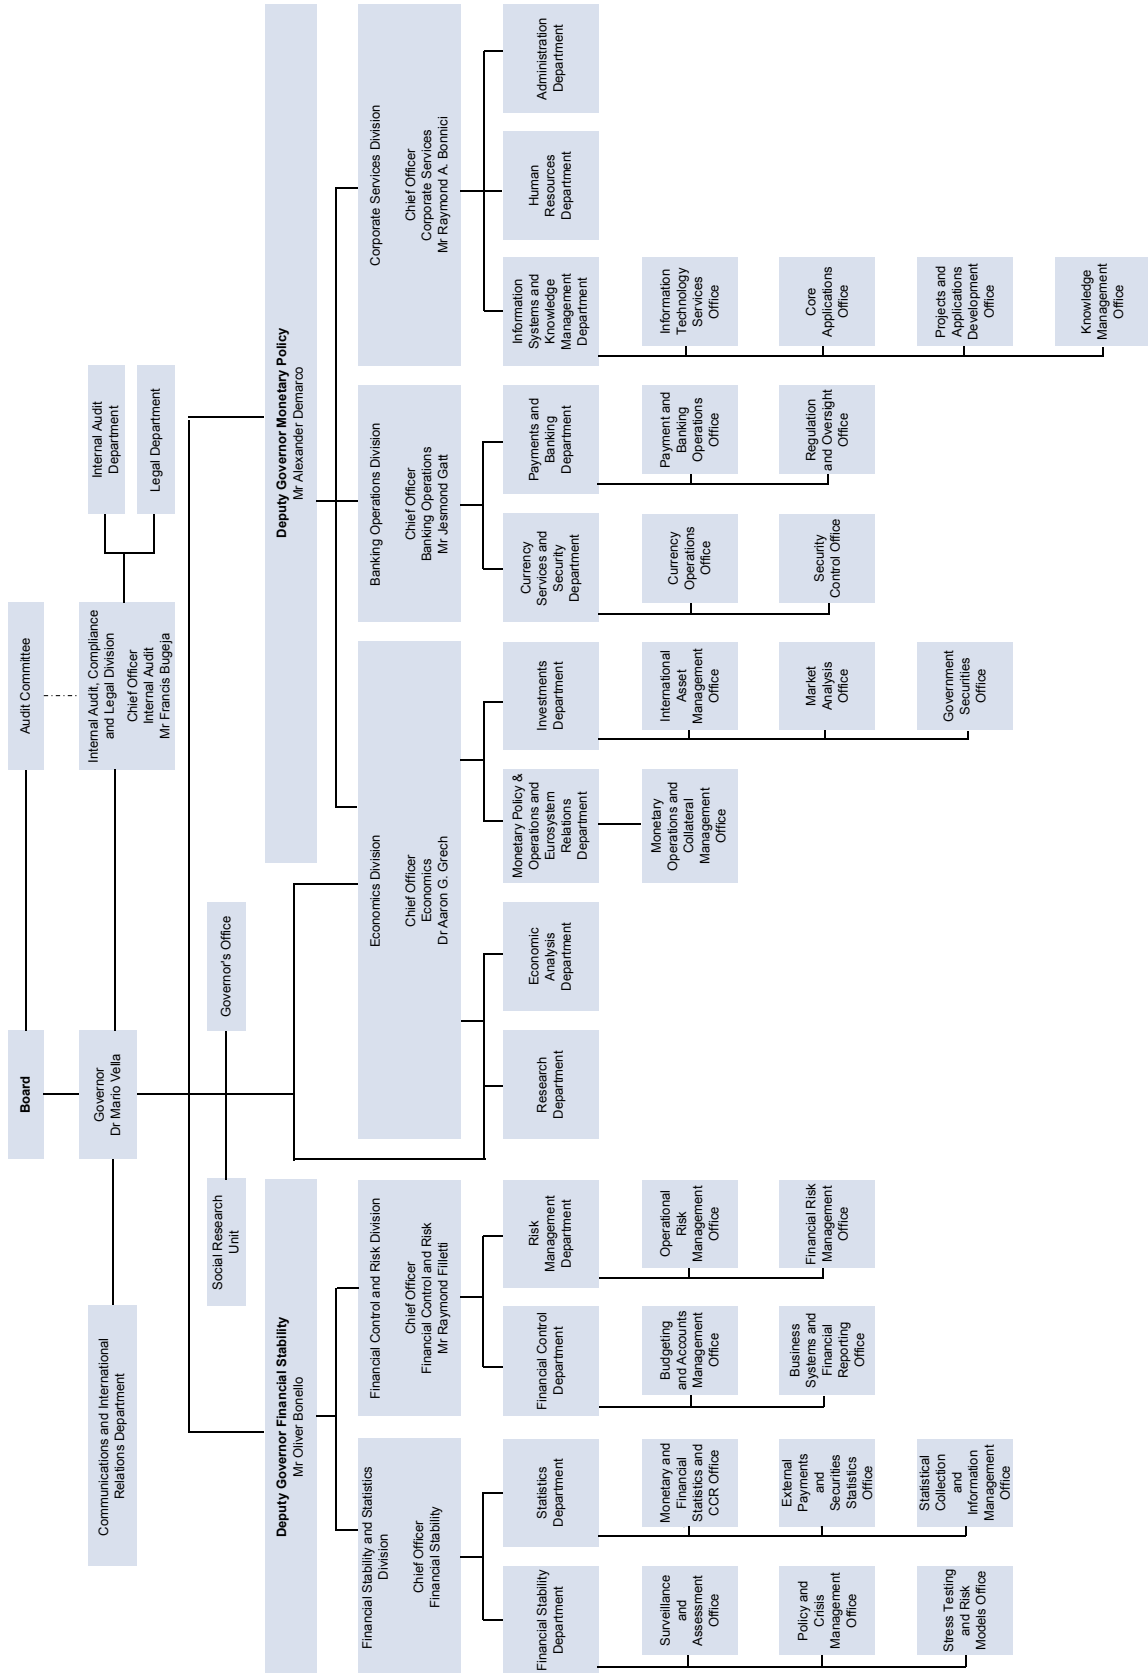 Board
Audit Committee
Communications and International
Relations Department
Governor
Dr Mario Vella
Internal Audit, Compliance
and Legal Division
Chief Officer
Internal Audit
Mr Francis Bugeja
Internal Audit
Department
Legal Department
Social Research
Unit
Governor's Office
Deputy Governor Financial Stability
Mr Oliver Bonello
Deputy Governor Monetary Policy
Mr Alexander Demarco
Financial Stability and Statistics
Division
Chief Officer
Financial Stability
Financial Control and Risk Division
Chief Officer
Financial Control and Risk
Mr Raymond Filletti
Economics Division
Chief Officer
Economics
Dr Aaron G. Grech
Banking Operations Division
Chief Officer
Banking Operations
Mr Jesmond Gatt
Corporate Services Division
Chief Officer
Corporate Services
Mr Raymond A. Bonnici
Financial Stability
Department
Statistics
Department
Financial Control
Department
Risk
Management
Department
Research
Department
Economic
Analysis
Department
Monetary Policy &
Operations and
Eurosystem
Relations
Department
Investments
Department
Currency
Services and
Security
Department
Payments and
Banking
Department
Information
Systems and
Knowledge
Management
Department
Human
Resources
Department
Administration
Department
Surveillance
and
Assessment
Office
Monetary and
Financial
Statistics and
CCR Office
Budgeting
and Accounts
Management
Office
Operational
Risk
Management
Office
Monetary
Operations and
Collateral
Management
Office
International
Asset
Management
Office
Currency
Operations
Office
Payment and
Banking
Operations
Office
Information
Technology
Services
Office
Policy and
Crisis
Management
Office
External
Payments
and
Securities
Statistics
Office
Business
Systems and
Financial
Reporting
Office
Financial Risk
Management
Office
Market
Analysis
Office
Security
Control Office
Regulation
and Oversight
Office
Core
Applications
Office
Stress Testing
and Risk
Models Office
Statistical
Collection
and
Information
Management
Office
Government
Securities
Office
Projects and
Applications
Development
Office
Knowledge
Management
Office